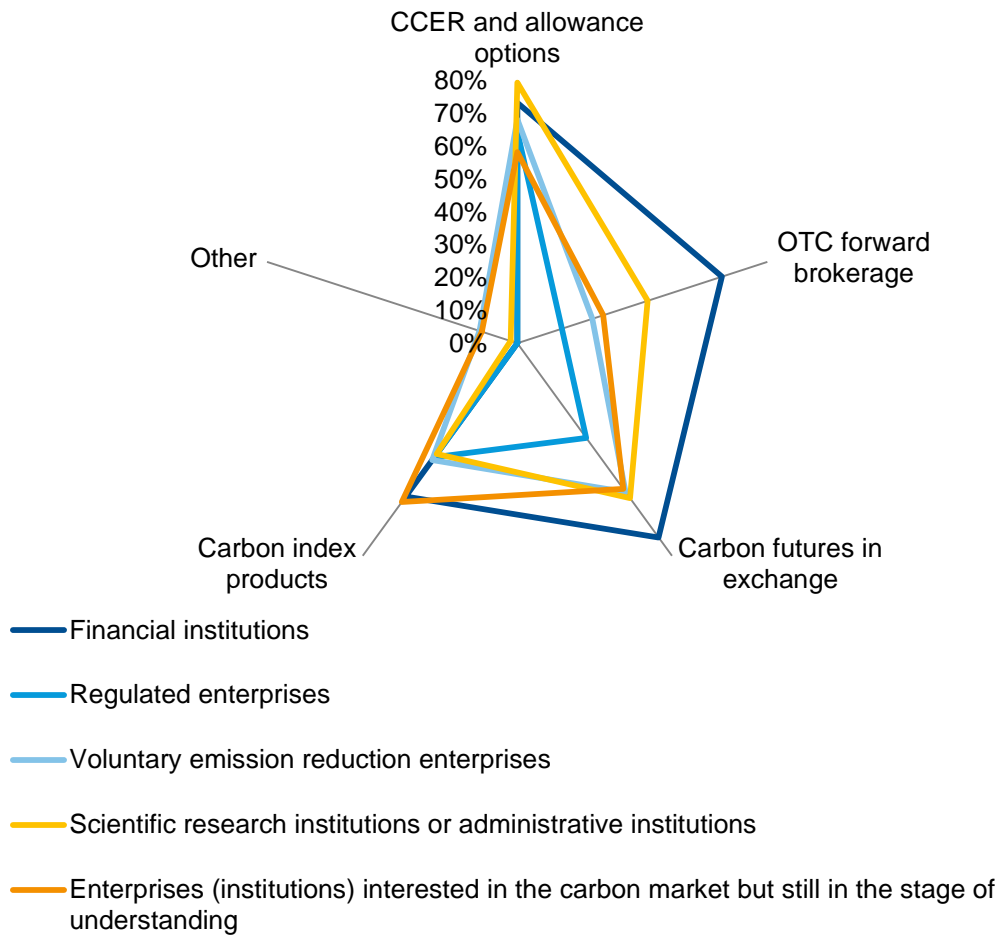 CCER and allowance
options
80%
70%
60%
50%
40%
30%
20%
10%
0%
OTC forward
brokerage
Other
Carbon index
products
Carbon futures in
exchange
Financial institutions
Regulated enterprises
Voluntary emission reduction enterprises
Scientific research institutions or administrative institutions
Enterprises (institutions) interested in the carbon market but still in the stage of
understanding